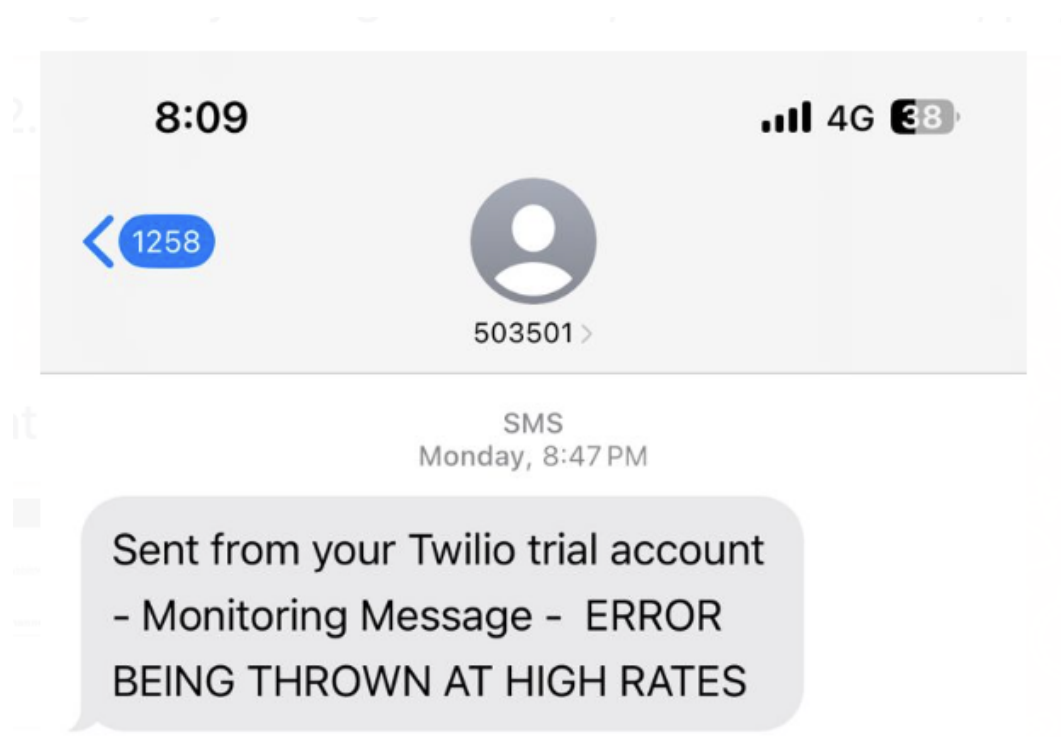 8:09
4G 38
1258
503501
SMS
Monday, 8:47 PM
Sent from your Twilio trial account
- Monitoring Message - ERROR
BEING THROWN AT HIGH RATES